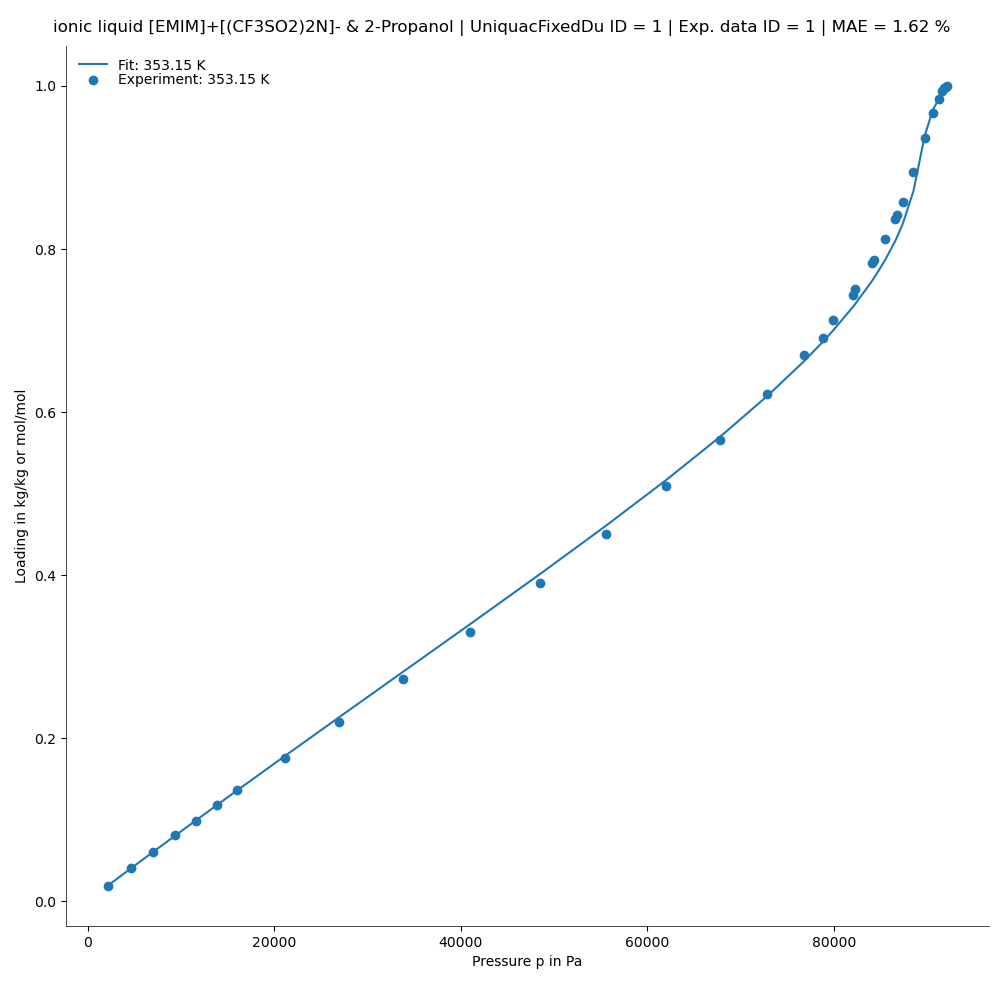 ionic liquid [EMIM]+[(CF3SO2)2N]- & 2-Propanol | UniquacFixedDu ID = 1 | Exp. data ID = 1 | MAE = 1.62 %
Fit: 353.15 K
Experiment: 353.15 K
1.0
0.8
0.6
0.4
0.2
0.0
Loading in kg/kg or mol/mol
0 20000 40000 60000 80000
Pressure p in Pa